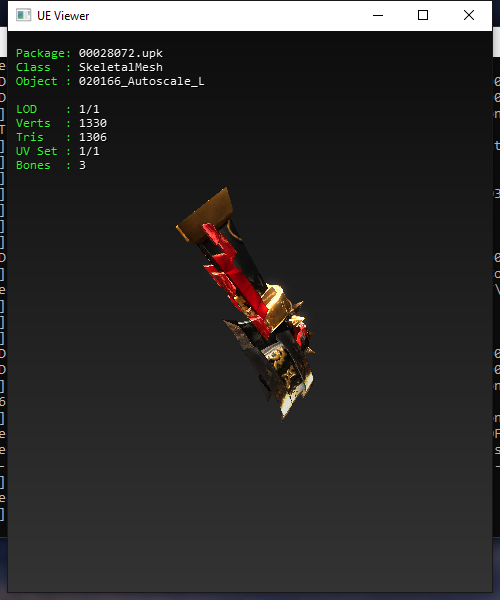 UE Viewer
Package: 00028072.upk
Class : SkeletalMesh
Object : 020166_Autoscale_L
LOD : 1/1
Verts : 1330
Tris : 1306
UV Set : 1/1
Bones : 3